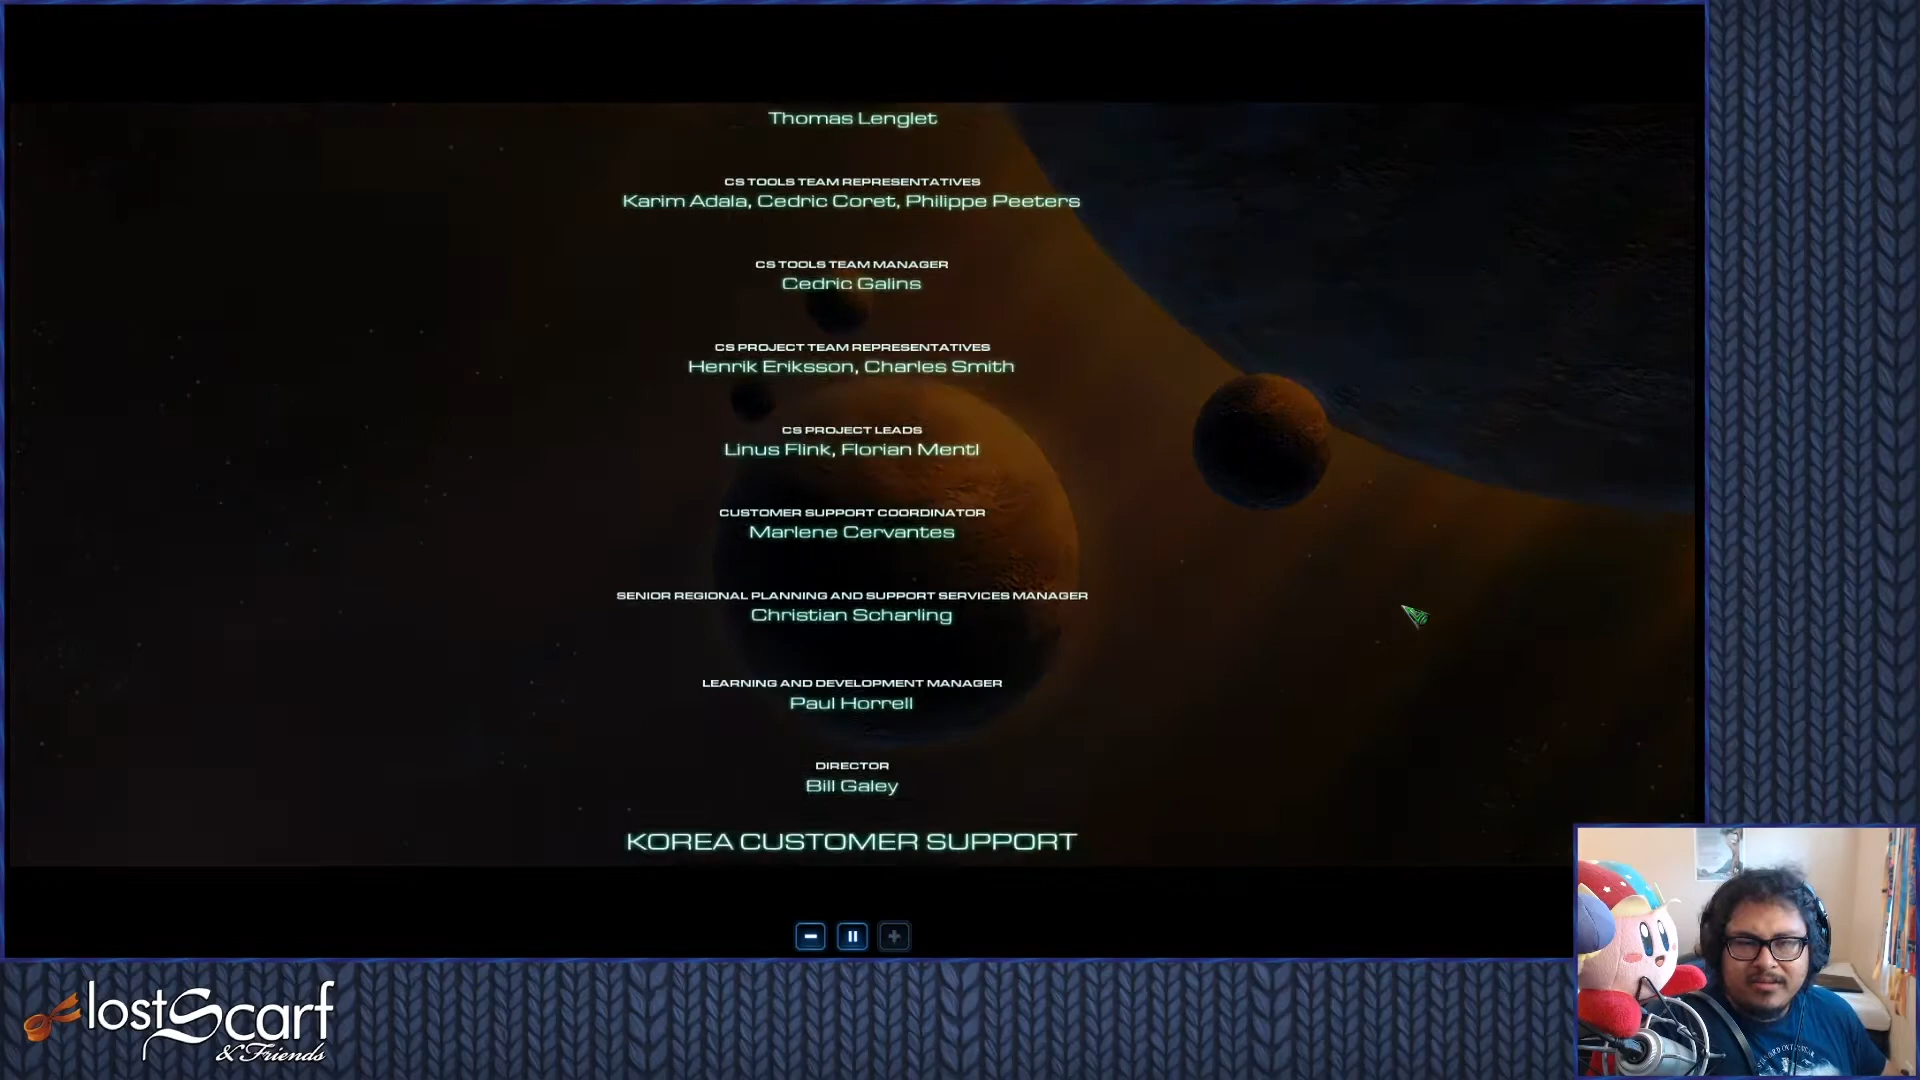 Thomas Lenglet
CS TOOLS TEAM REPRESENTATIVES
Karim Adala, Cedric Coret, Philippe Peeters
CS TOOLS TEAM MANAGER
Cedric Galins
CS PROJECT TEAM REPRESENTATIVES
Henrik Eriksson, Charles Smith
CS PROJECT LEADS
Linus Flink, Florian Mentl
CUSTOMER SUPPORT COORDINATOR
Marlene Cervantes
SENIOR REGIONAL PLANNING AND SUPPORT SERVICES MANAGER
Christian Scharling
LEARNING AND DEVELOPMENT MANAGER
Paul Horrell
DIRECTOR
Bill Galey
KOREA CUSTOMER SUPPORT
lostScarf
& Friends